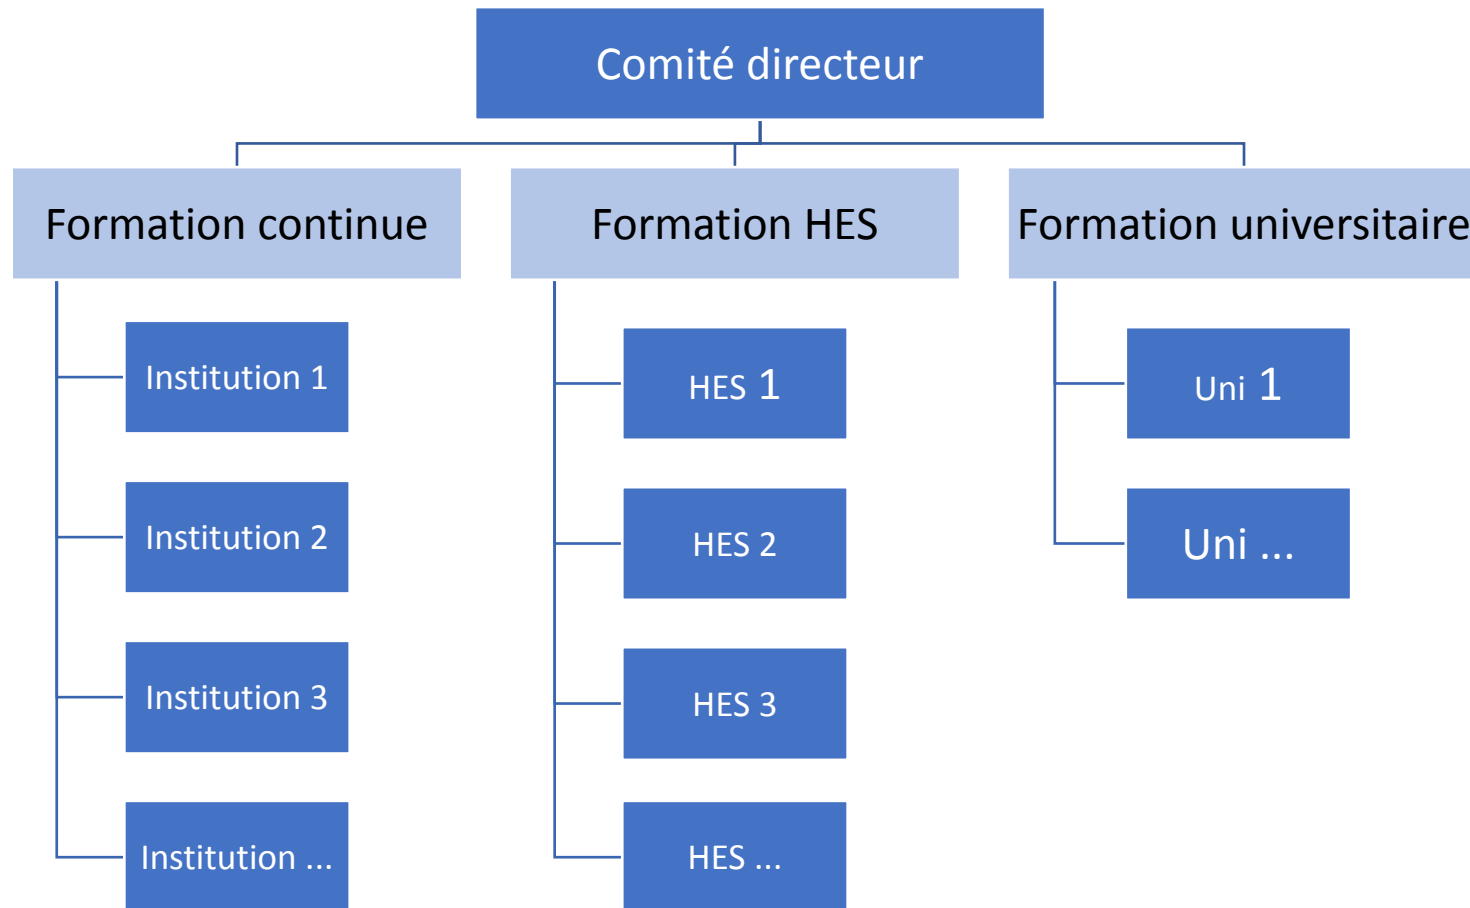 Comité directeur
Formation continue
Formation HES
Formation universitaire
Institution 1
Institution 2
Institution 3
Institution ...
HES 1
HES 2
HES 3
HES ...
Uni 1
Uni ...